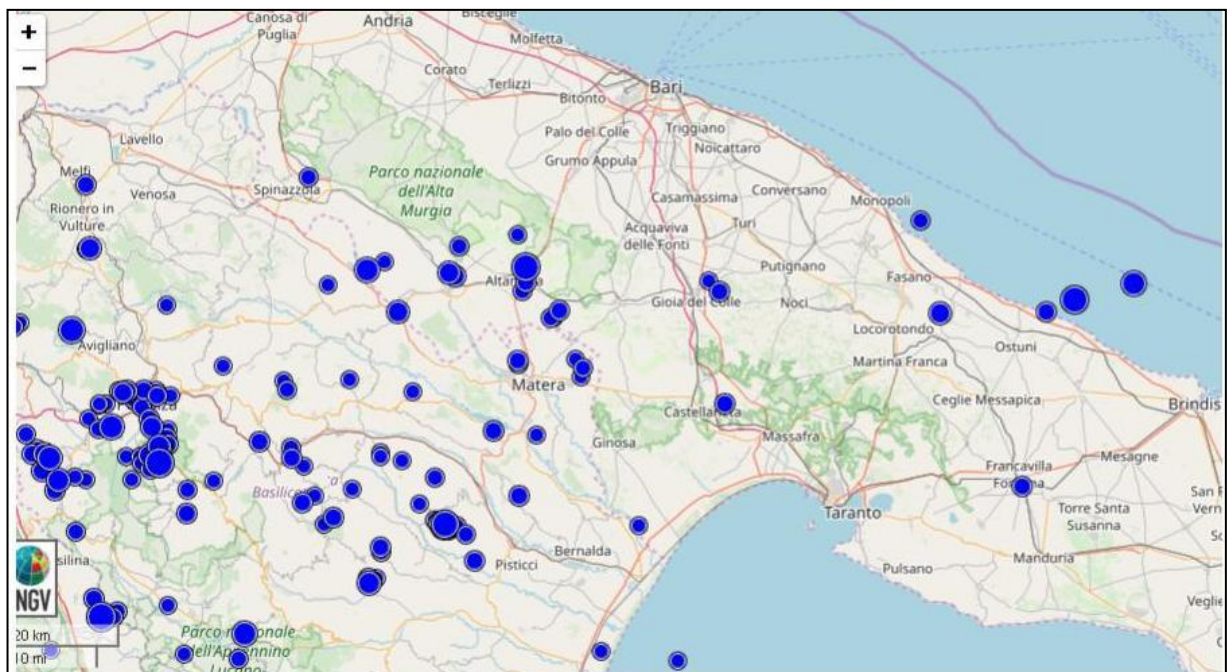 +
−
Canosa di
Puglia
Andria
Bisceglie
Molfetta
Corato
Terlizzi
Bari
Bitonto
Lavello
Palo del Colle
Triggiano
Noicattaro
Grumo Appula
Melfi
Venosa
Spinazzola
Parco nazionale
dell'Alta
Murgia
Casamassima
Conversano
Monopoli
Rionero in
Vulture
Acquaviva
delle Fonti
Turi
Putignano
Fasano
Gioia del Colle
Noci
Locorotondo
Ostuni
Avigliano
Martina Franca
Matera
Ceglie Messapica
Brindis
Castellaneta
Ginosa
Massafra
Mesagne
Francavilla
Taranto
Torre Santa
Susanna
San
Bernalda
Pisticci
Manduria
Pulsano
silina
NGV
Veglie
20 km
10 mi